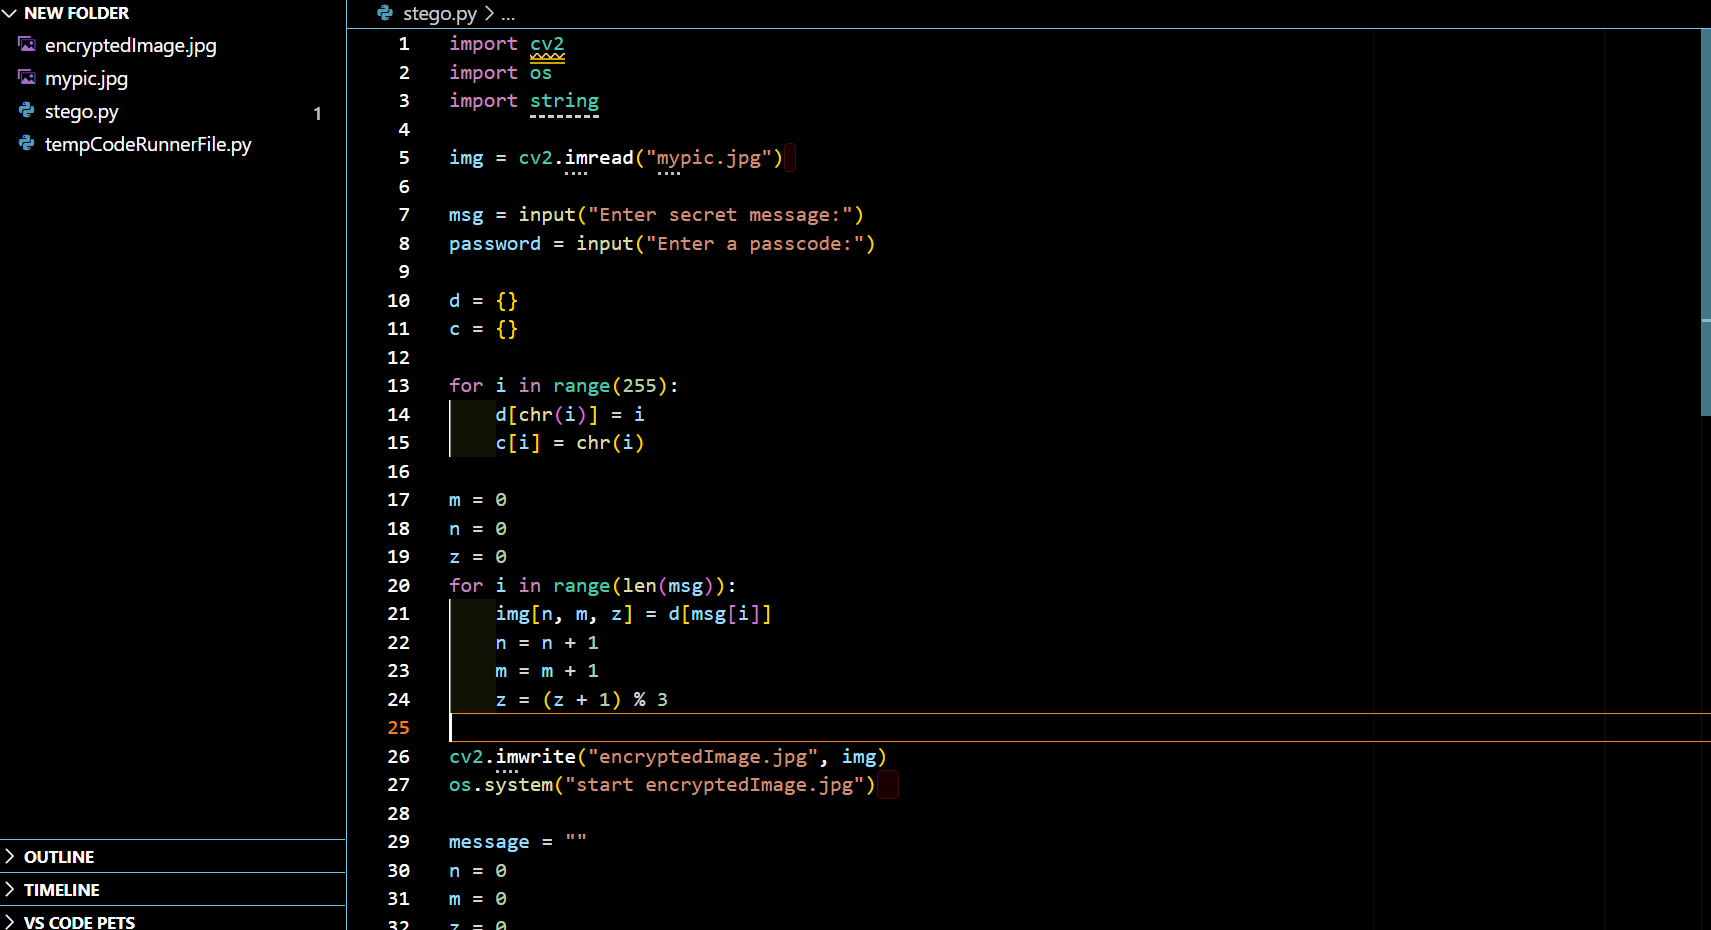 NEW FOLDER
encryptedImage.jpg
mypic.jpg
stego.py 1
tempCodeRunnerFile.py
OUTLINE
TIMELINE
VS CODE PETS
stego.py > ...
1 import cv2
2 import os
3 import string
4
5 img = cv2.imread("mypic.jpg")
6
7 msg = input("Enter secret message:")
8 password = input("Enter a passcode:")
9
10 d = {}
11 c = {}
12
13 for i in range(255):
14     d[chr(i)] = i
15     c[i] = chr(i)
16
17 m = 0
18 n = 0
19 z = 0
20 for i in range(len(msg)):
21     img[n, m, z] = d[msg[i]]
22     n = n + 1
23     m = m + 1
24     z = (z + 1) % 3
25
26 cv2.imwrite("encryptedImage.jpg", img)
27 os.system("start encryptedImage.jpg")
28
29 message = ""
30 n = 0
31 m = 0
32 z = 0